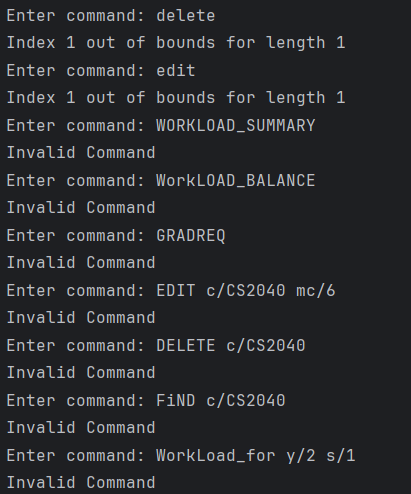 Enter command: delete
Index 1 out of bounds for length 1
Enter command: edit
Index 1 out of bounds for length 1
Enter command: WORKLOAD_SUMMARY
Invalid Command
Enter command: WorkLOAD_BALANCE
Invalid Command
Enter command: GRADREQ
Invalid Command
Enter command: EDIT c/CS2040 mc/6
Invalid Command
Enter command: DELETE c/CS2040
Invalid Command
Enter command: FiND c/CS2040
Invalid Command
Enter command: WorkLoad_for y/2 s/1
Invalid Command